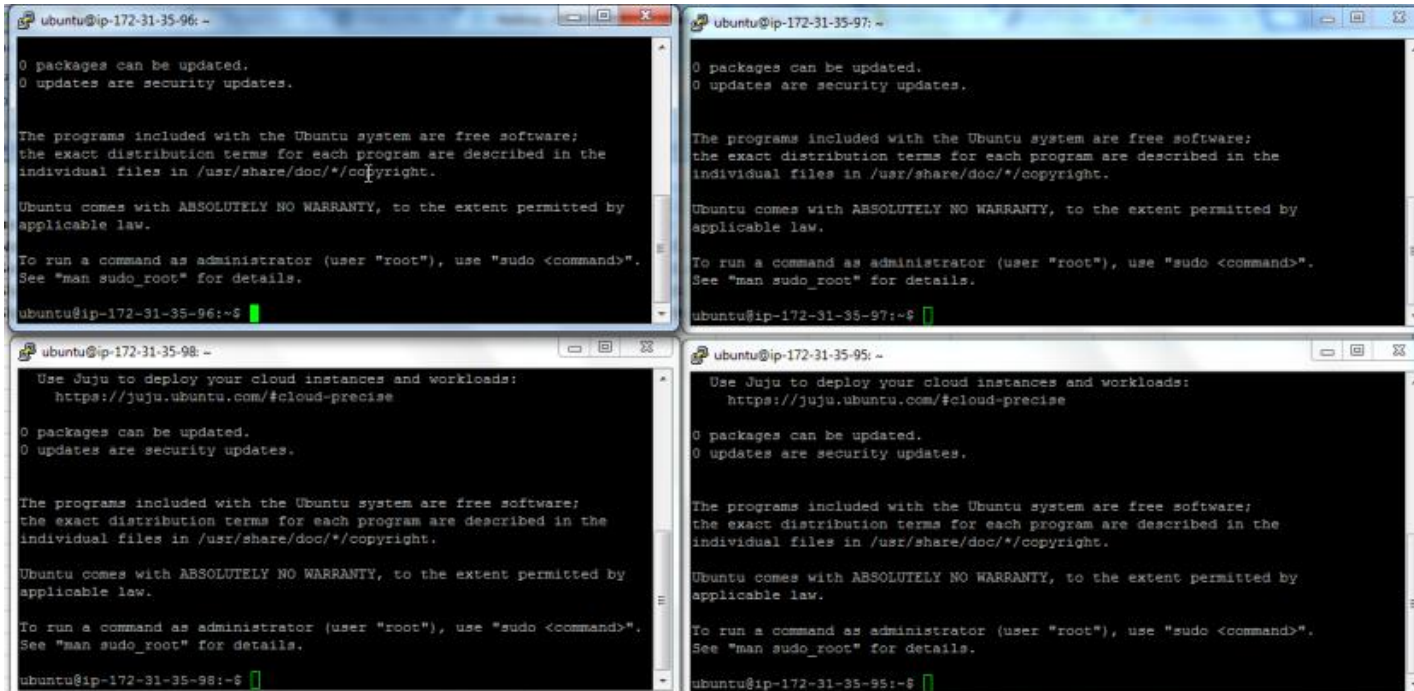 ubuntu@ip-172-31-35-96: ~
0 packages can be updated.
0 updates are security updates.
The programs included with the Ubuntu system are free software;
the exact distribution terms for each program are described in the
individual files in /usr/share/doc/*/copyright.
Ubuntu comes with ABSOLUTELY NO WARRANTY, to the extent permitted by
applicable law.
To run a command as administrator (user "root"), use "sudo <command>".
See "man sudo_root" for details.
ubuntu@ip-172-31-35-96:~$
ubuntu@ip-172-31-35-97: ~
0 packages can be updated.
0 updates are security updates.
The programs included with the Ubuntu system are free software;
the exact distribution terms for each program are described in the
individual files in /usr/share/doc/*/copyright.
Ubuntu comes with ABSOLUTELY NO WARRANTY, to the extent permitted by
applicable law.
To run a command as administrator (user "root"), use "sudo <command>".
See "man sudo_root" for details.
ubuntu@ip-172-31-35-97:~$
ubuntu@ip-172-31-35-98: ~
Use Juju to deploy your cloud instances and workloads:
https://juju.ubuntu.com/#cloud-precise
0 packages can be updated.
0 updates are security updates.
The programs included with the Ubuntu system are free software;
the exact distribution terms for each program are described in the
individual files in /usr/share/doc/*/copyright.
Ubuntu comes with ABSOLUTELY NO WARRANTY, to the extent permitted by
applicable law.
To run a command as administrator (user "root"), use "sudo <command>".
See "man sudo_root" for details.
ubuntu@ip-172-31-35-98:~$
ubuntu@ip-172-31-35-95: ~
Use Juju to deploy your cloud instances and workloads:
https://juju.ubuntu.com/#cloud-precise
0 packages can be updated.
0 updates are security updates.
The programs included with the Ubuntu system are free software;
the exact distribution terms for each program are described in the
individual files in /usr/share/doc/*/copyright.
Ubuntu comes with ABSOLUTELY NO WARRANTY, to the extent permitted by
applicable law.
To run a command as administrator (user "root"), use "sudo <command>".
See "man sudo_root" for details.
ubuntu@ip-172-31-35-95:~$